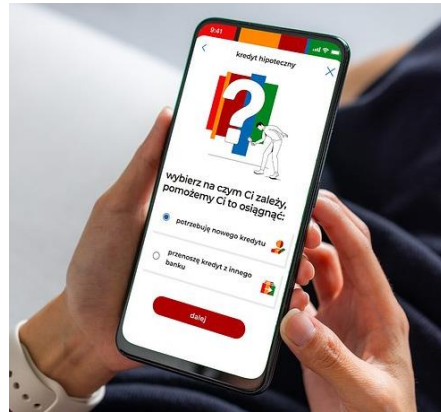 9:41
kredyt hipoteczny
wybierz na czym Ci zależy,
pomożemy Ci to osiągnąć:
potrzebuję nowego kredytu
przenoszę kredyt z innego
banku
dalej